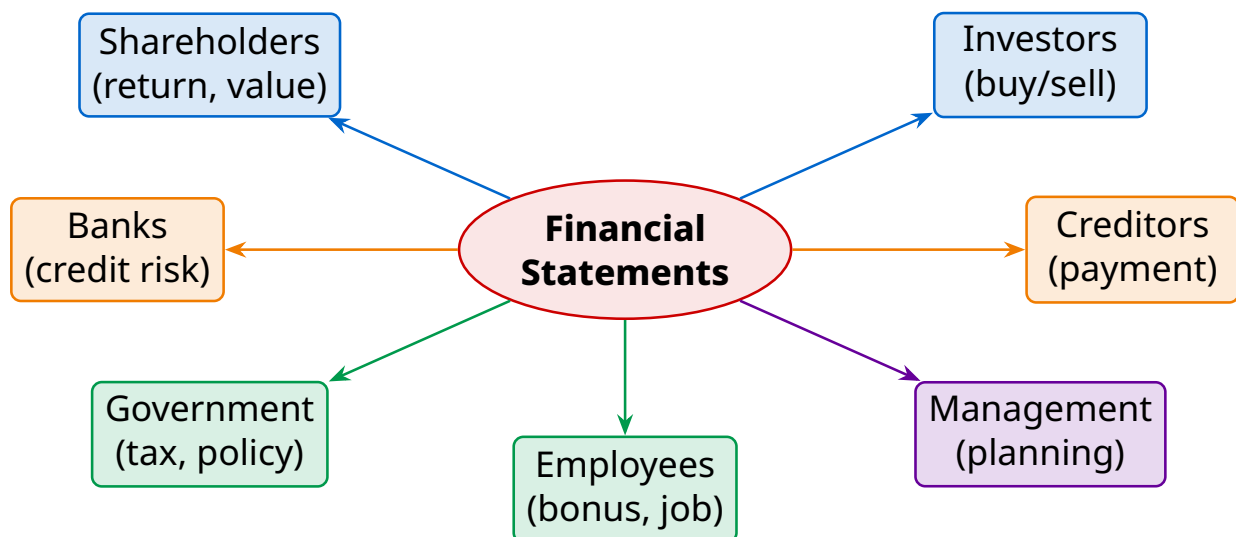 Shareholders
(return, value)
Investors
(buy/sell)
Banks
(credit risk)
Financial
Statements
Creditors
(payment)
Government
(tax, policy)
Employees
(bonus, job)
Management
(planning)